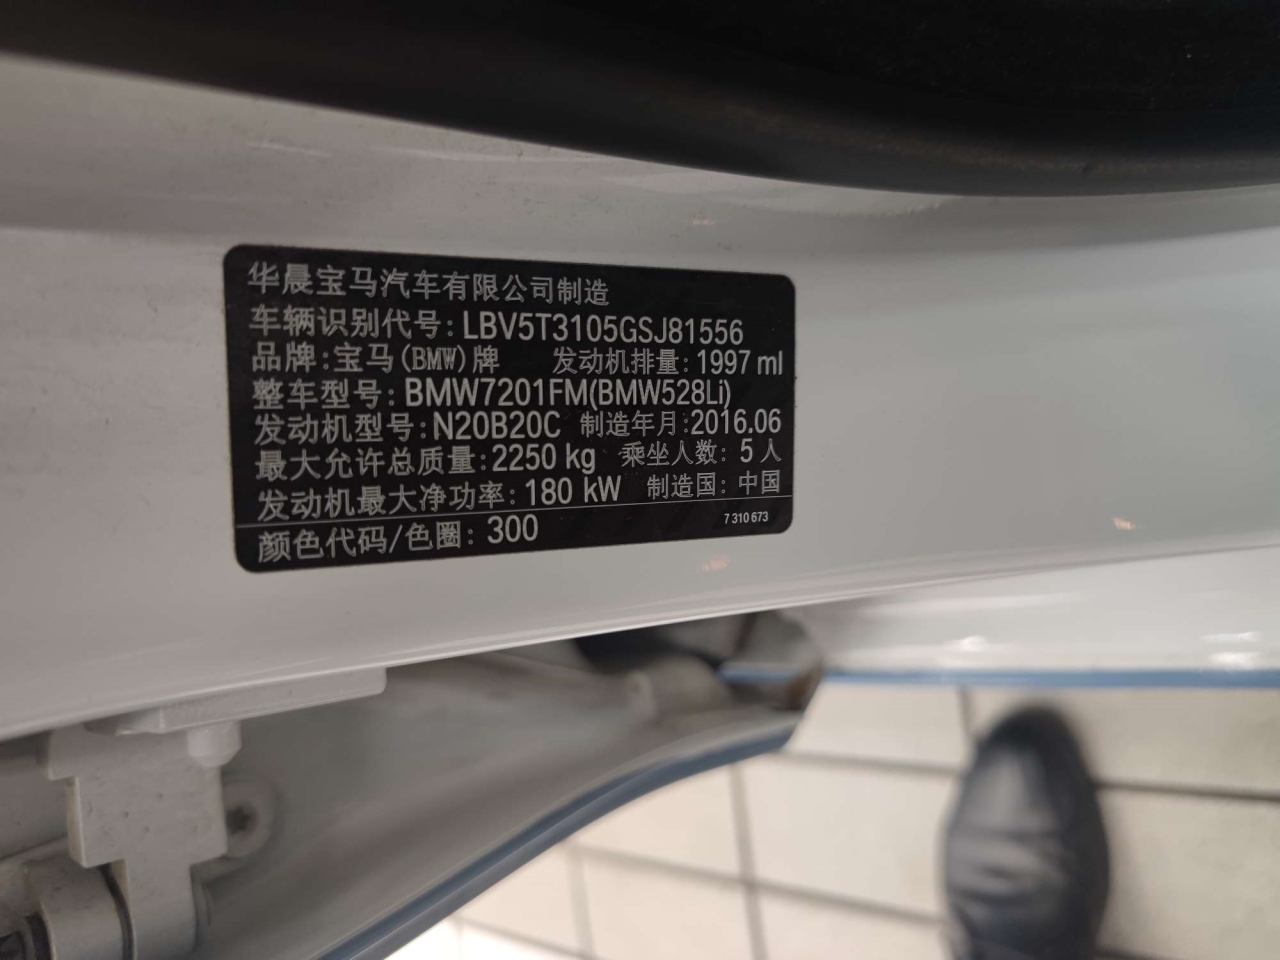 华晨宝马汽车有限公司制造
车辆识别代号: LBV5T3105GSJ81556
品牌: 宝马(BMW)牌 发动机排量: 1997 ml
整车型号: BMW7201FM(BMW528Li)
发动机型号: N20B20C 制造年月: 2016.06
最大允许总质量: 2250 kg 乘坐人数: 5 人
发动机最大净功率: 180 kW 制造国: 中国
颜色代码/色圈: 300 7 310 673